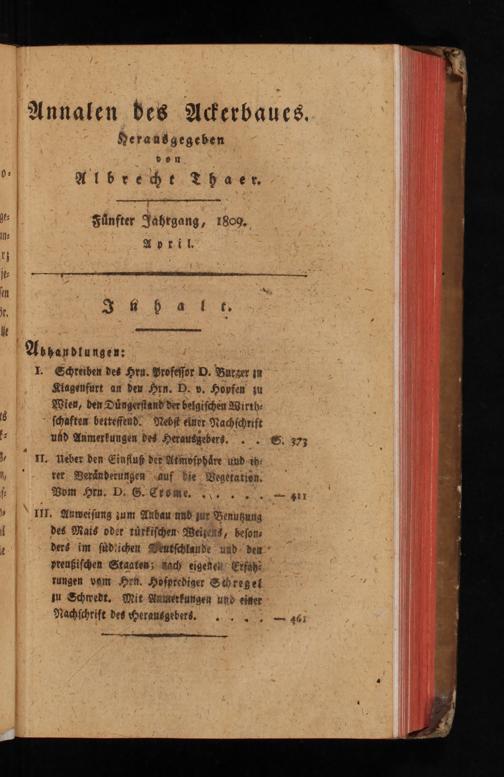 Annalen des Ackerbaues.
Herausgegeben
von
Albrecht Thaer.
Fünfter Jahrgang, 1809.
April.
Inhalt.
Abhandlungen:
I. Schreiben des Hrn. Professor D. Burger zu
Klagenfurt an den Hrn. D. v. Hopfen zu
Wien, den Düngerstand der belgischen Wirth-
schaften betreffend. Nebst einer Nachschrift
und Anmerkungen des Herausgebers. . . S. 373
II. Ueber den Einfluß der Atmosphäre und ih-
rer Veränderungen auf die Vegetation.
Vom Hrn. D. G. Crome. . . . . . — 411
III. Anweisung zum Anbau und zur Benutzung
des Mais oder türkischen Weizens, beson-
ders im südlichen Deutschlande und den
preußischen Staaten; nach eigenen Erfah-
rungen vom Hrn. Hofprediger Schregel
zu Schwedt. Mit Anmerkungen und einer
Nachschrift des Herausgebers. . . . . — 461